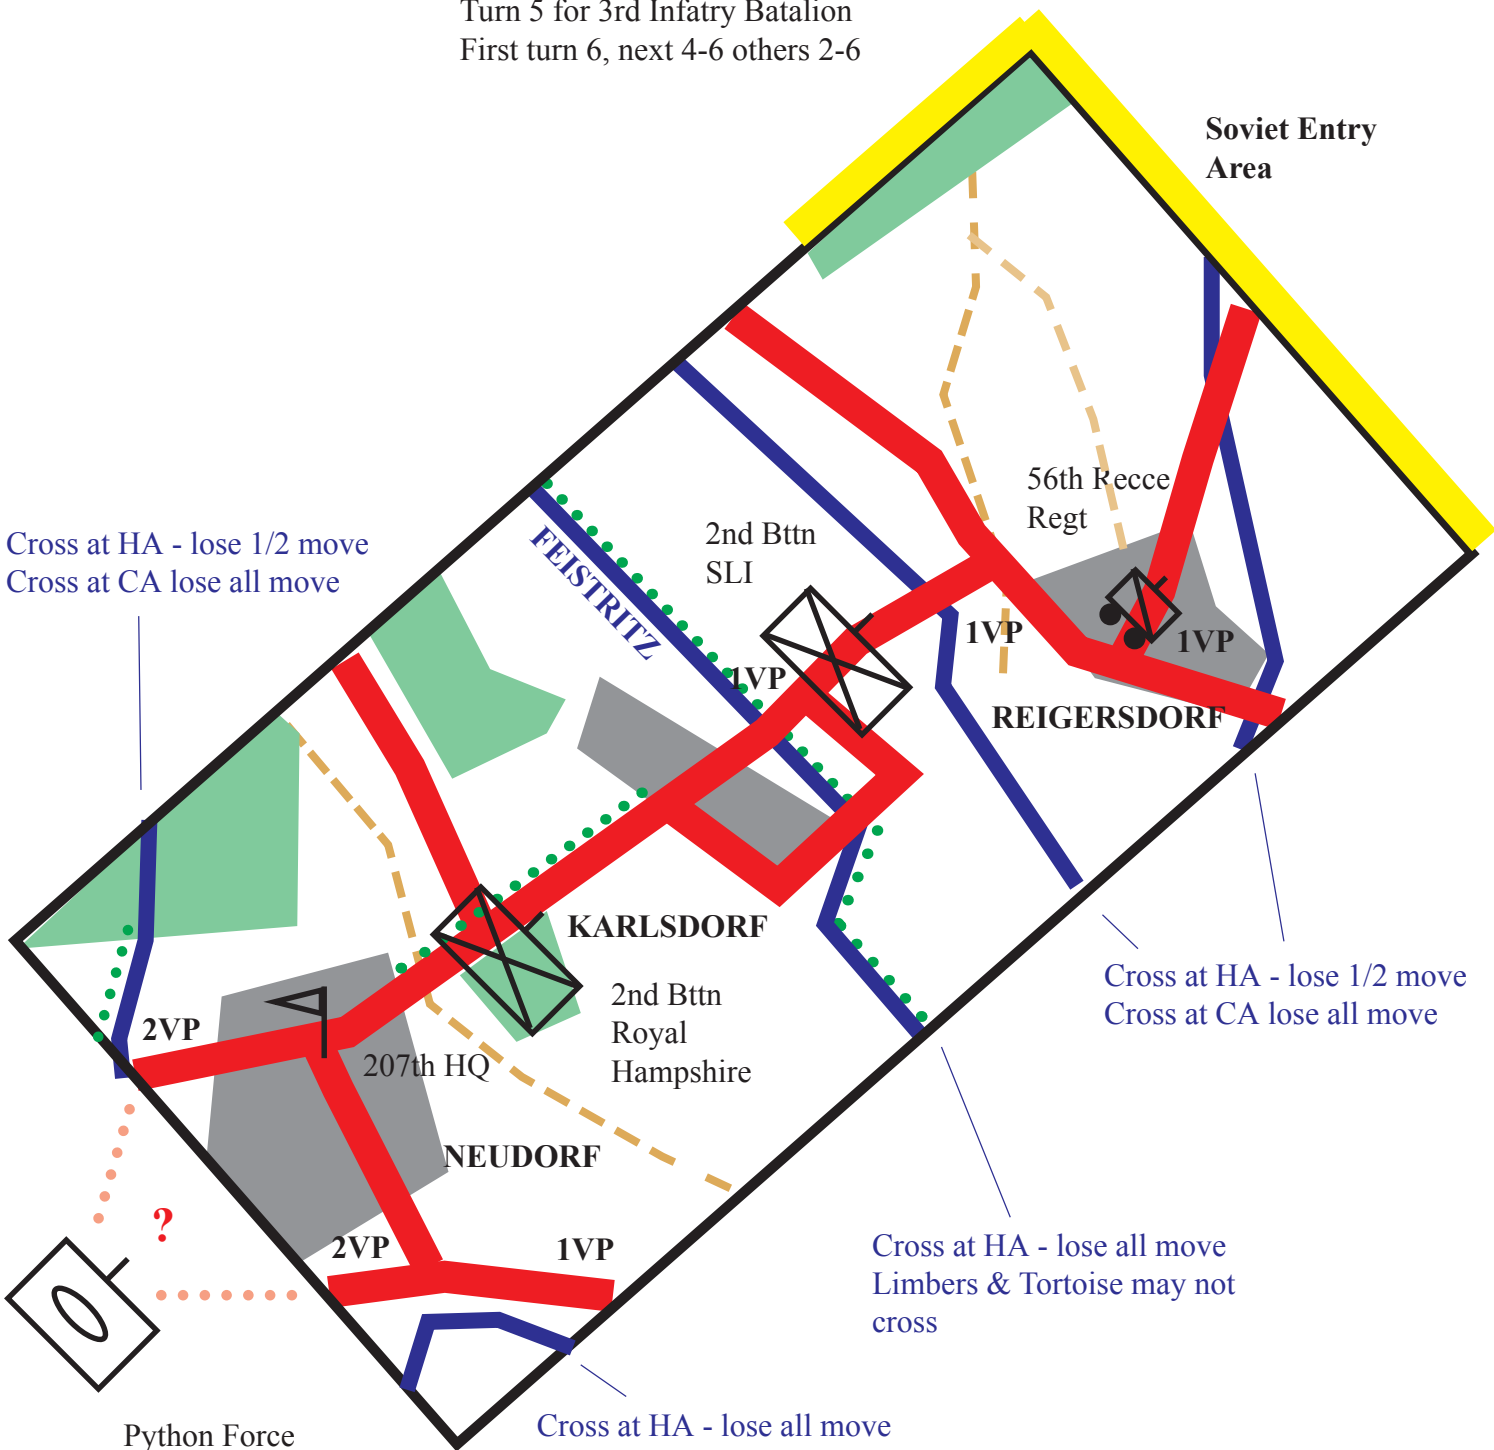 Turn 5 for 3rd Infatry Batalion
First turn 6, next 4-6 others 2-6
Soviet Entry
Area
56th Recce
Regt
2nd Bttn
SLI
FEISTRITZ
Cross at HA - lose 1/2 move
Cross at CA lose all move
1VP
1VP
1VP
REIGERSDORF
KARLSDORF
2nd Bttn
Royal
Hampshire
Cross at HA - lose 1/2 move
Cross at CA lose all move
2VP
207th HQ
NEUDORF
?
2VP
1VP
Cross at HA - lose all move
Limbers & Tortoise may not
cross
Python Force
Cross at HA - lose all move